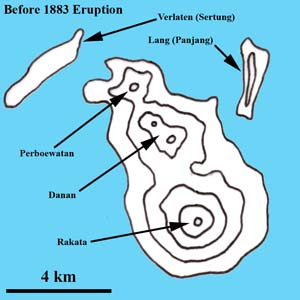 Before 1883 Eruption
Verlaten (Sertung)
Lang (Panjang)
Perboewatan
Danan
Rakata
4 km